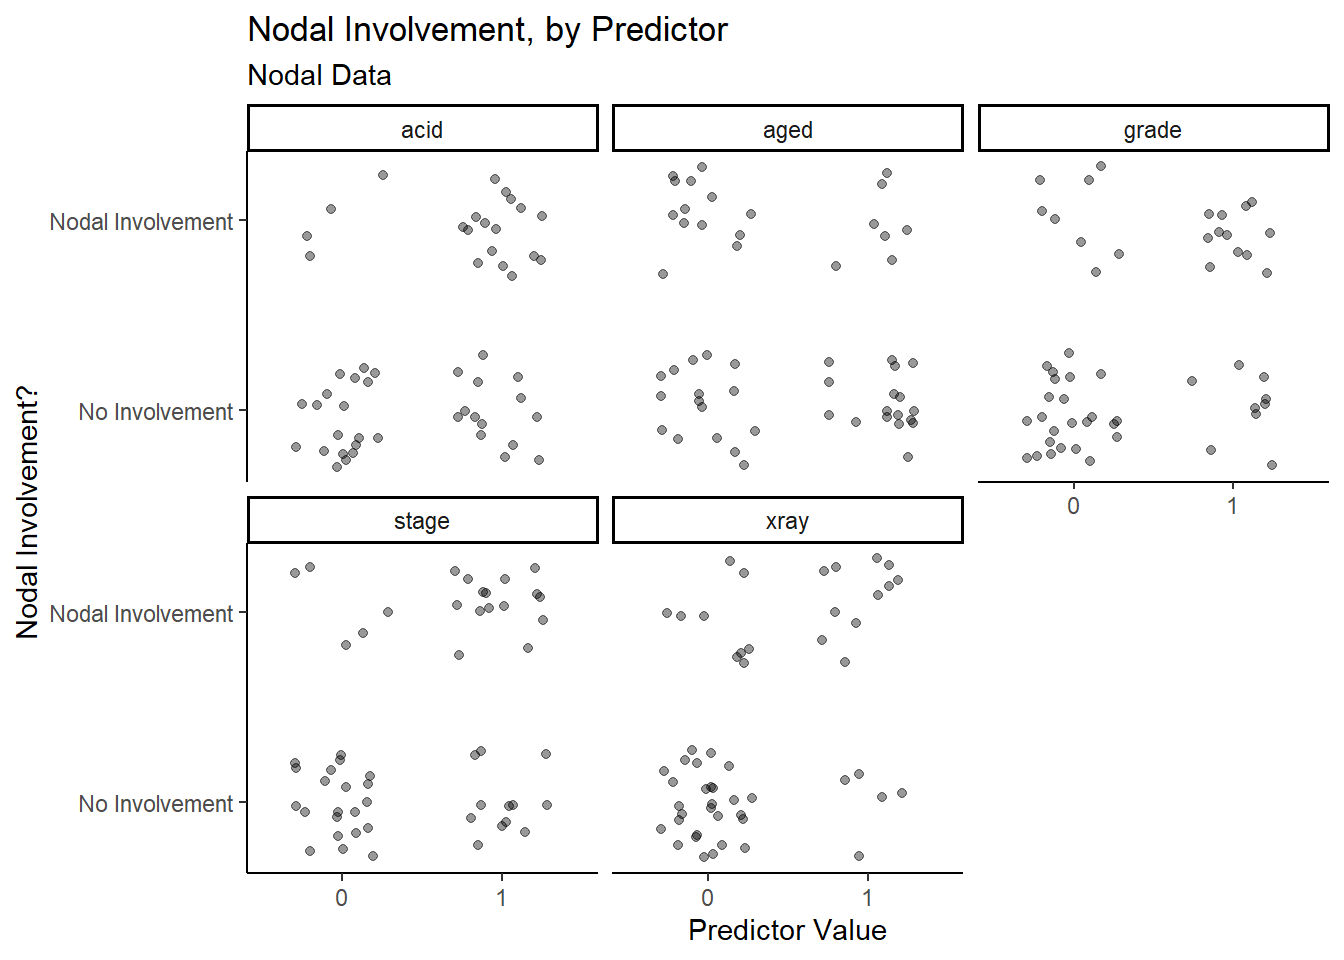 Nodal Involvement, by Predictor
Nodal Data
acid
aged
grade
Nodal Involvement
No Involvement
0
1
stage
xray
Nodal Involvement
No Involvement
0
1
0
1
Nodal Involvement?
Predictor Value